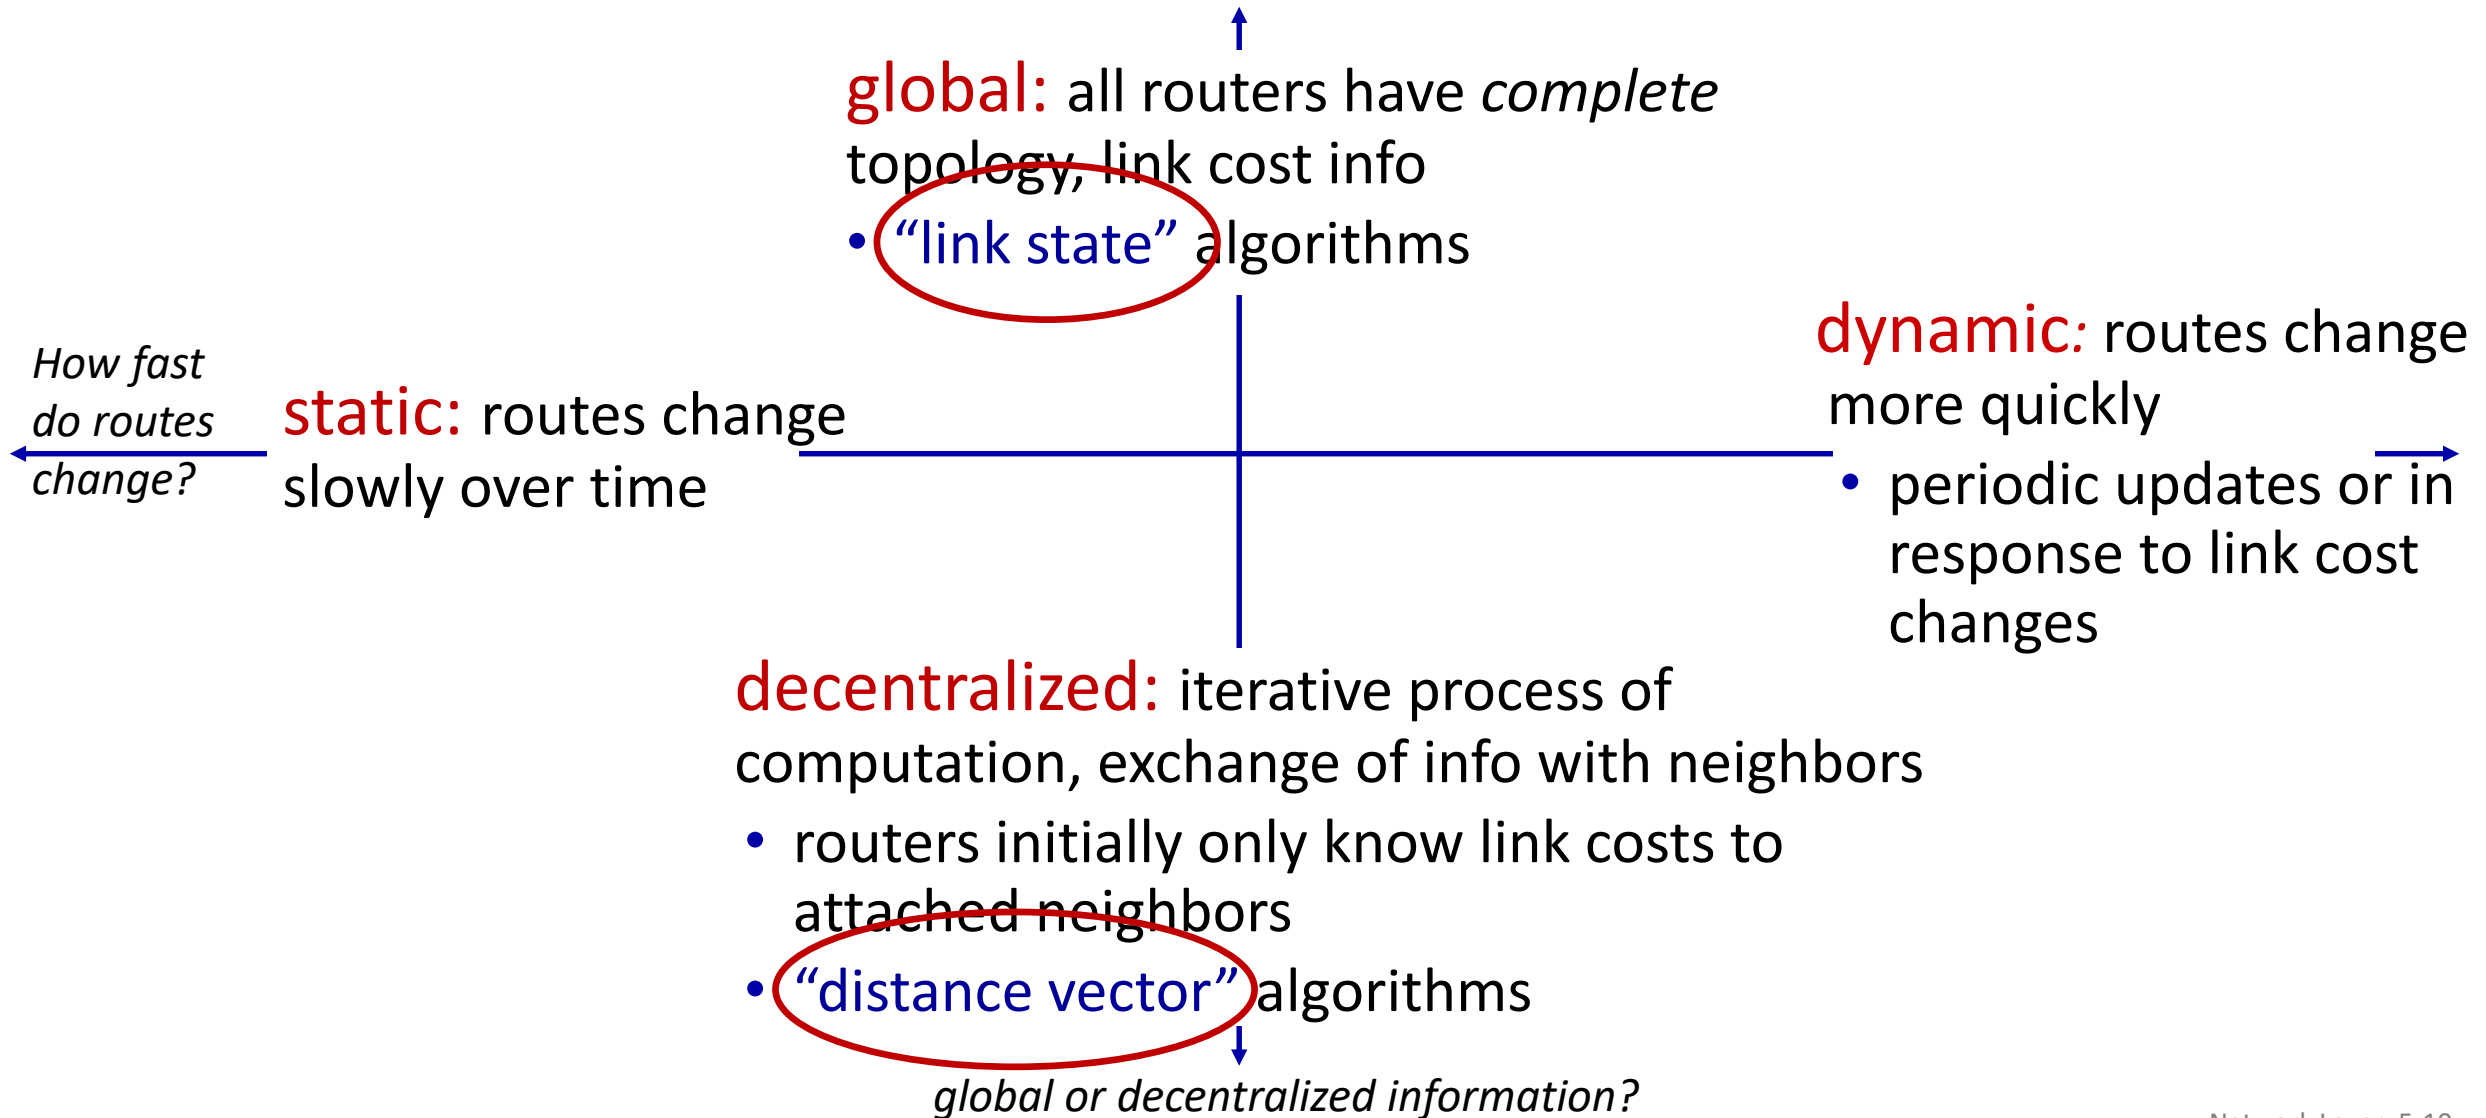 global: all routers have complete
topology, link cost info
• “link state” algorithms
How fast
do routes
change?
static: routes change
slowly over time
dynamic: routes change
more quickly
• periodic updates or in
response to link cost
changes
decentralized: iterative process of
computation, exchange of info with neighbors
• routers initially only know link costs to
attached neighbors
• “distance vector” algorithms
global or decentralized information?